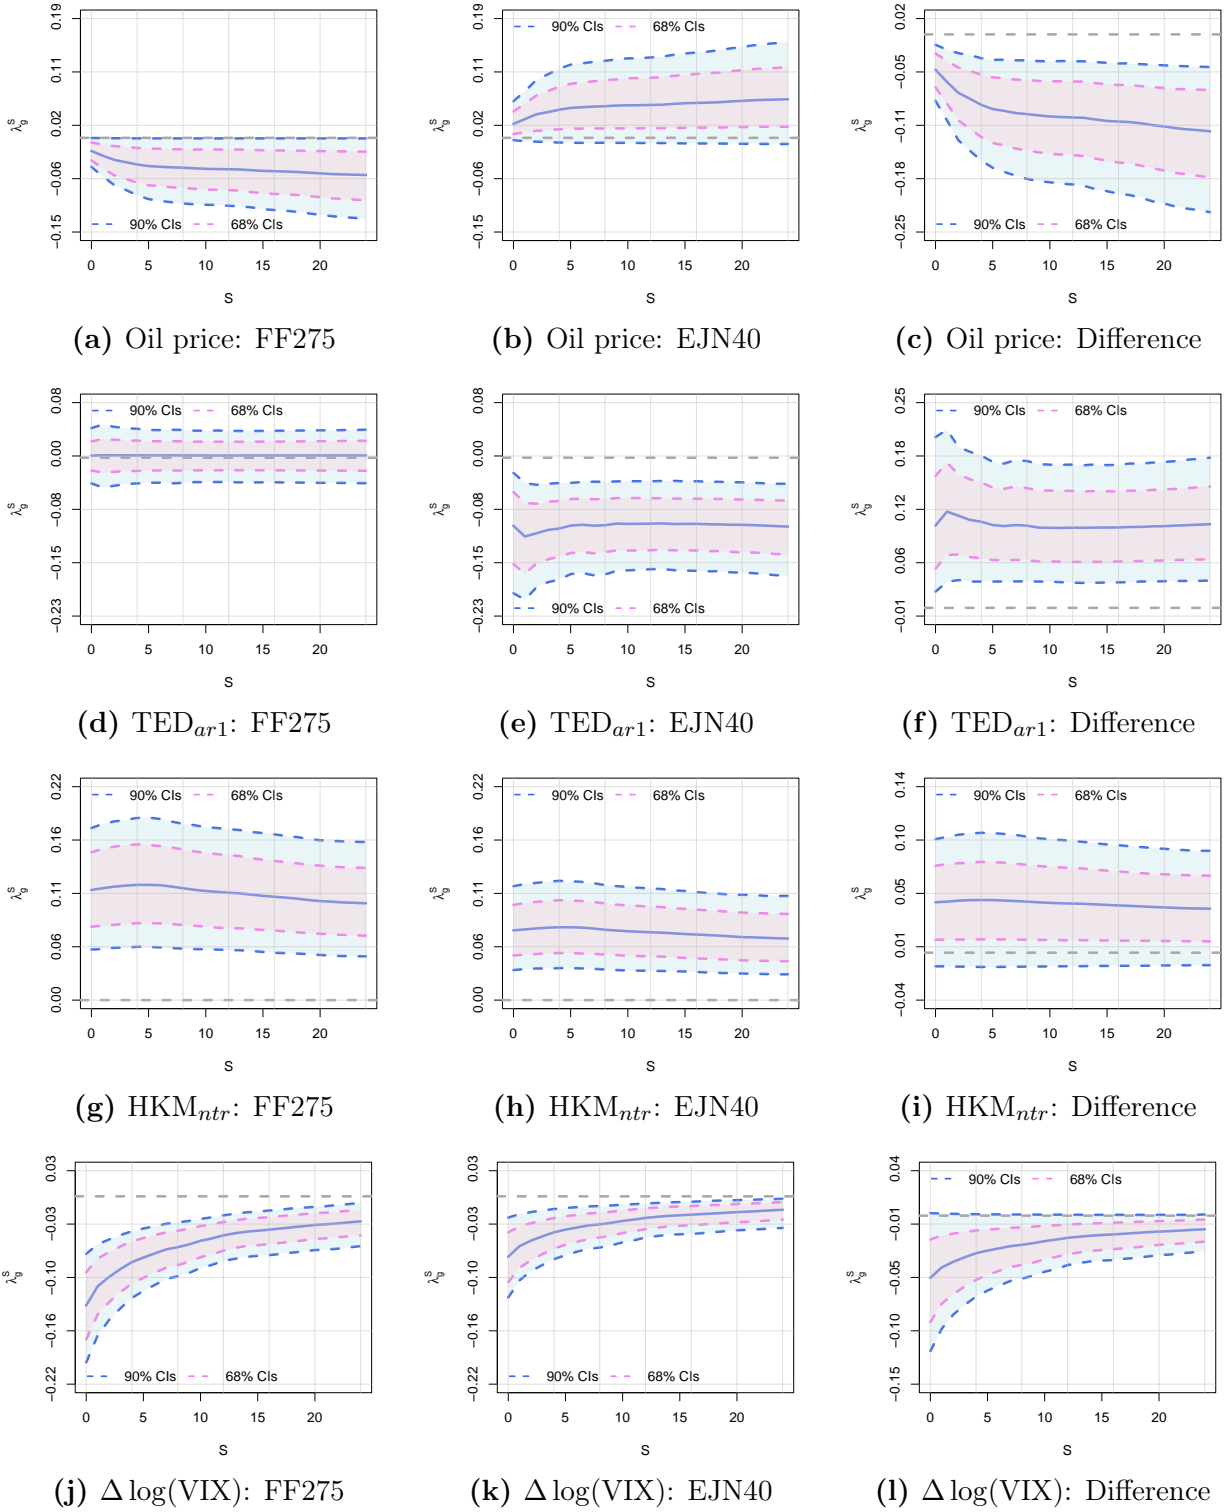 0.19
0.11
0.02
−0.06
−0.15
λ_g^S
90% CIs 68% CIs
0 5 10 15 20
S
(a) Oil price: FF275
0.19
0.11
0.02
−0.06
−0.15
λ_g^S
90% CIs 68% CIs
0 5 10 15 20
S
(b) Oil price: EJN40
0.02
−0.05
−0.11
−0.18
−0.25
λ_g^S
90% CIs 68% CIs
0 5 10 15 20
S
(c) Oil price: Difference
0.08
0.00
−0.08
−0.15
−0.23
λ_g^S
90% CIs 68% CIs
0 5 10 15 20
S
(d) TED_{ar1}: FF275
0.08
0.00
−0.08
−0.15
−0.23
λ_g^S
90% CIs 68% CIs
0 5 10 15 20
S
(e) TED_{ar1}: EJN40
0.25
0.18
0.12
0.06
−0.01
λ_g^S
90% CIs 68% CIs
0 5 10 15 20
S
(f) TED_{ar1}: Difference
0.22
0.16
0.11
0.06
0.00
λ_g^S
90% CIs 68% CIs
0 5 10 15 20
S
(g) HKM_{ntr}: FF275
0.22
0.16
0.11
0.06
0.00
λ_g^S
90% CIs 68% CIs
0 5 10 15 20
S
(h) HKM_{ntr}: EJN40
0.14
0.10
0.05
0.01
−0.04
λ_g^S
90% CIs 68% CIs
0 5 10 15 20
S
(i) HKM_{ntr}: Difference
0.03
−0.03
−0.10
−0.16
−0.22
λ_g^S
90% CIs 68% CIs
0 5 10 15 20
S
(j) Δ log(VIX): FF275
0.03
−0.03
−0.10
−0.16
−0.22
λ_g^S
90% CIs 68% CIs
0 5 10 15 20
S
(k) Δ log(VIX): EJN40
0.04
−0.01
−0.05
−0.10
−0.15
λ_g^S
90% CIs 68% CIs
0 5 10 15 20
S
(l) Δ log(VIX): Difference